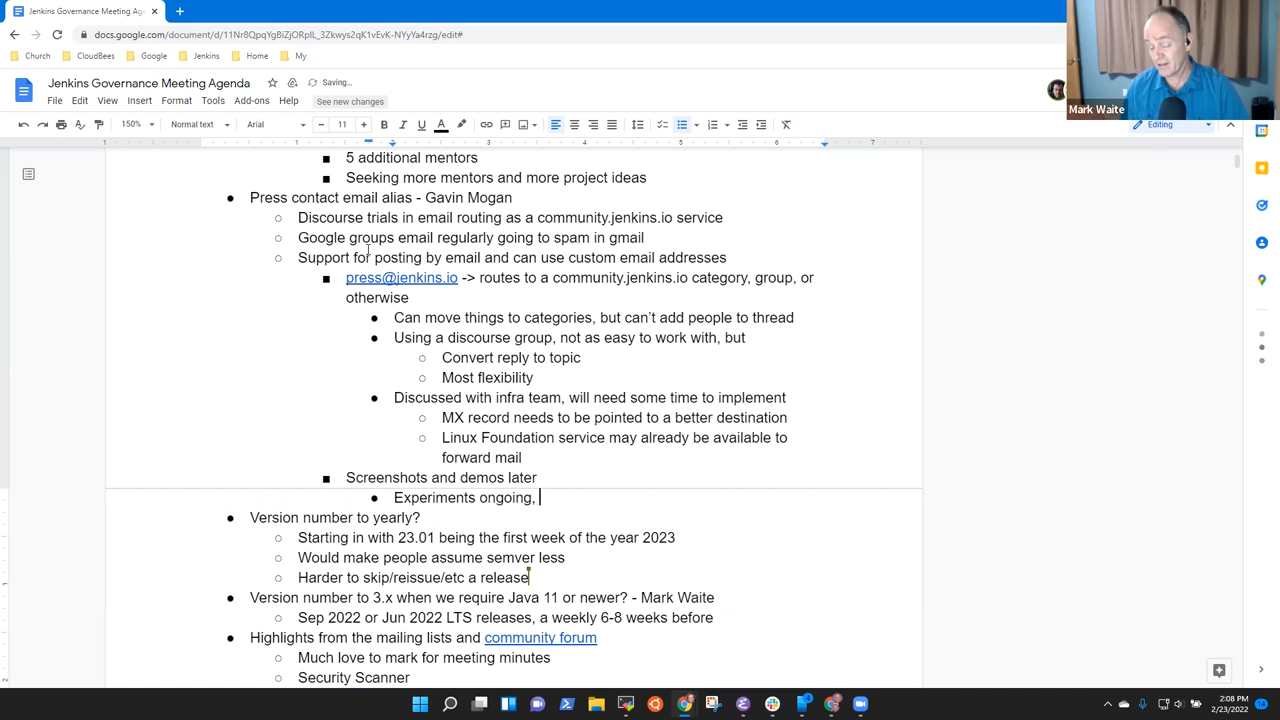 Jenkins Governance Meeting Ag
docs.google.com/document/d/11Nr8QpqYgBiZjORpIL_3Zkwys2qK1vEvK-NYyYa4rzg/edit#
Church
CloudBees
Google
Jenkins
Home
My
Jenkins Governance Meeting Agenda
Saving...
File Edit View Insert Format Tools Add-ons Help See new changes
Mark Waite
150% Normal text Arial 11 Editing
1 1 2 3 4 5 6 7
5 additional mentors
Seeking more mentors and more project ideas
Press contact email alias - Gavin Mogan
Discourse trials in email routing as a community.jenkins.io service
Google groups email regularly going to spam in gmail
Support for posting by email and can use custom email addresses
press@jenkins.io -> routes to a community.jenkins.io category, group, or
otherwise
Can move things to categories, but can't add people to thread
Using a discourse group, not as easy to work with, but
Convert reply to topic
Most flexibility
Discussed with infra team, will need some time to implement
MX record needs to be pointed to a better destination
Linux Foundation service may already be available to
forward mail
Screenshots and demos later
Experiments ongoing,
Version number to yearly?
Starting in with 23.01 being the first week of the year 2023
Would make people assume semver less
Harder to skip/reissue/etc a release
Version number to 3.x when we require Java 11 or newer? - Mark Waite
Sep 2022 or Jun 2022 LTS releases, a weekly 6-8 weeks before
Highlights from the mailing lists and community forum
Much love to mark for meeting minutes
Security Scanner
2:08 PM
2/23/2022